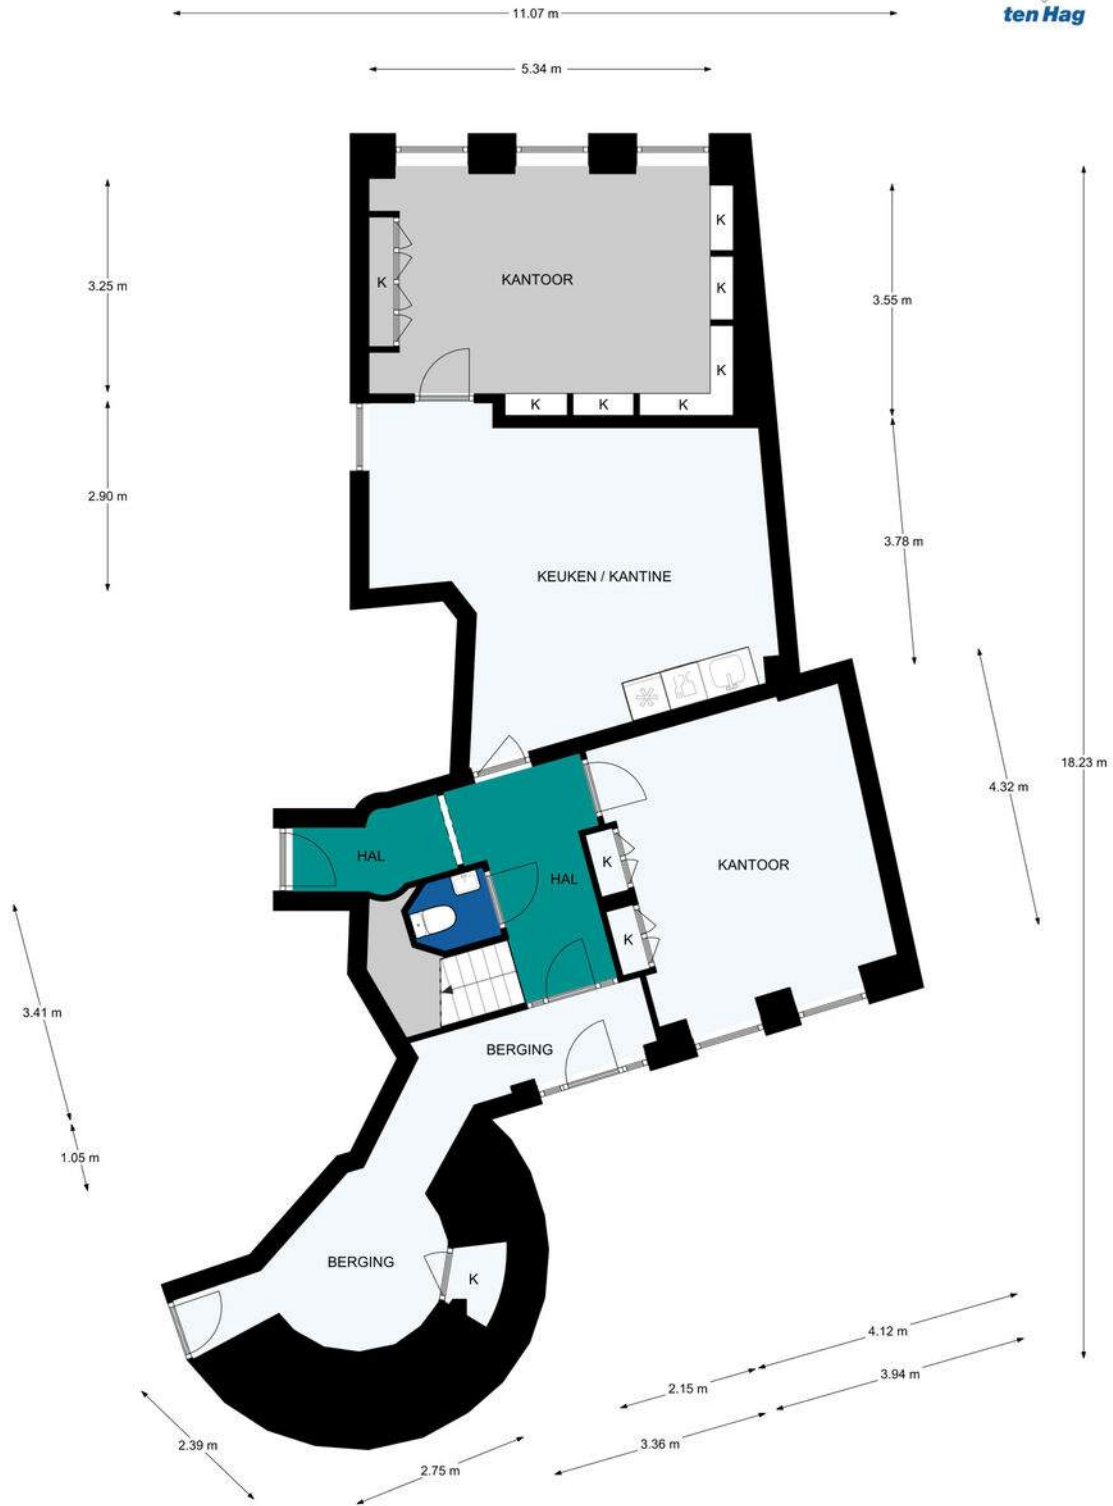 ten Hag
11.07 m
5.34 m
3.25 m
K
K
KANTOOR
K
3.55 m
K
K
K
K
2.90 m
3.78 m
KEUKEN / KANTINE
18.23 m
4.32 m
HAL
HAL
K
KANTOOR
K
3.41 m
BERGING
1.05 m
BERGING
K
4.12 m
3.94 m
2.15 m
3.36 m
2.39 m
2.75 m